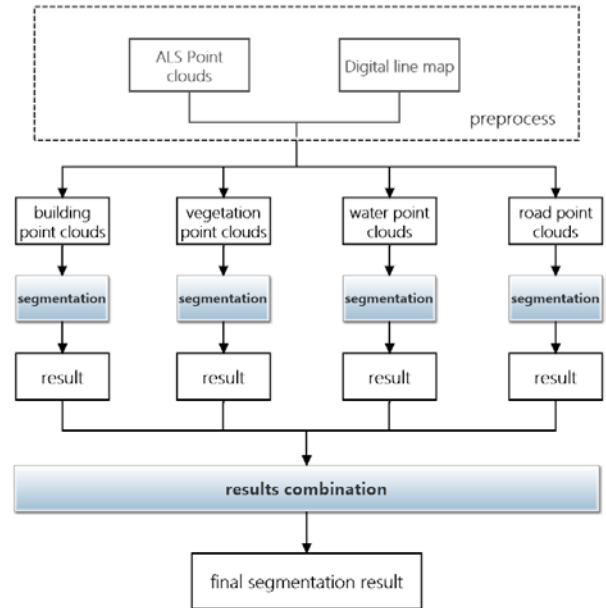 ALS Point
clouds
Digital line map
preprocess
building
point clouds
vegetation
point clouds
water point
clouds
road point
clouds
segmentation
segmentation
segmentation
segmentation
result
result
result
result
results combination
final segmentation result